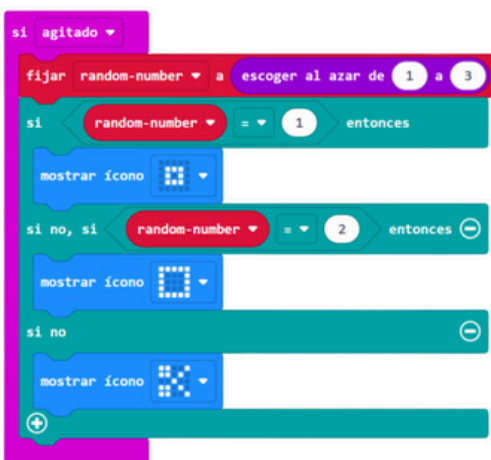 si agitado
fijar random-number a escoger al azar de 1 a 3
si random-number = 1 entonces
mostrar ícono
si no, si random-number = 2 entonces
mostrar ícono
si no
mostrar ícono